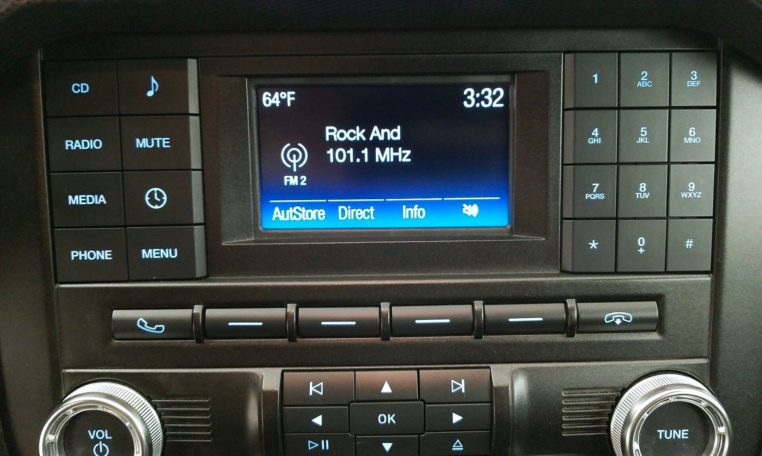 CD
RADIO MUTE
MEDIA
PHONE MENU
64°F 3:32
Rock And
101.1 MHz
FM 2
AutStore Direct Info
1 2 ABC 3 DEF
4 GHI 5 JKL 6 MNO
7 PQRS 8 TUV 9 WXYZ
* 0 + #
OK
VOL
TUNE